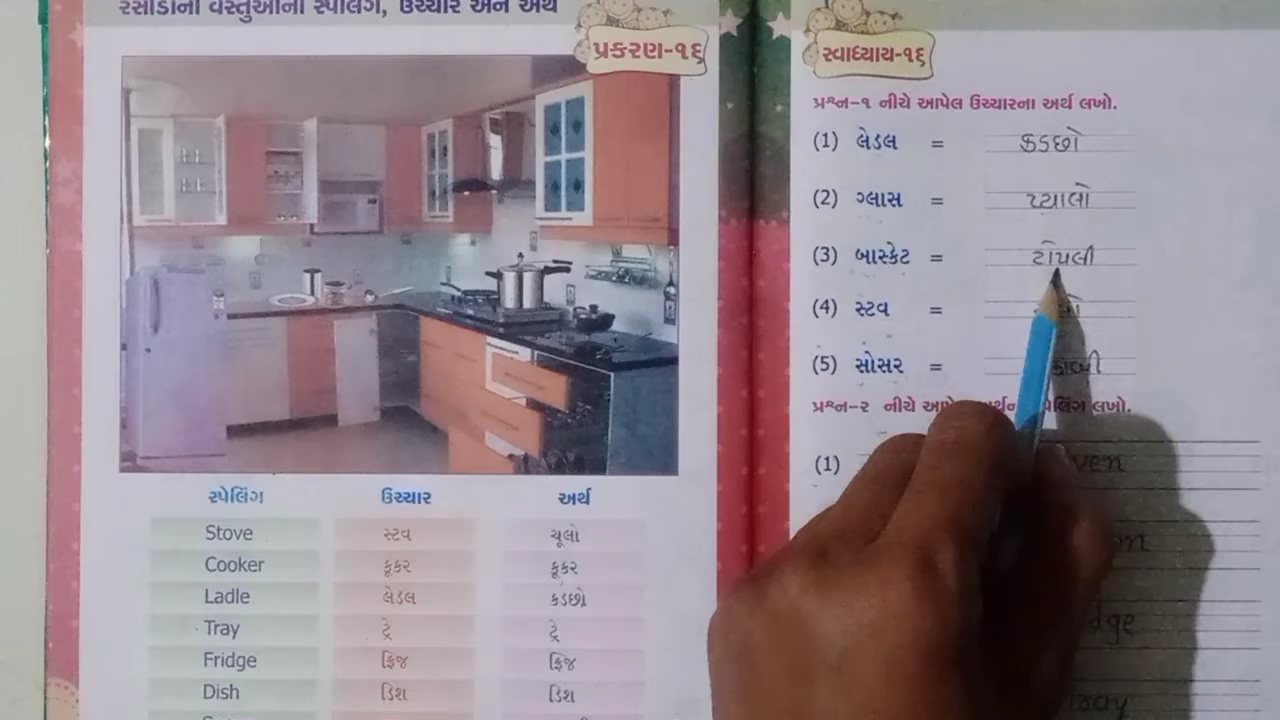 રસોડાની વસ્તુઓના સ્પેલિંગ, ઉચ્ચાર અને અર્થ
પ્રકરણ-૧૬
સ્પેલિંગ ઉચ્ચાર અર્થ
Stove સ્ટવ ચૂલો
Cooker કૂકર કૂકર
Ladle લેડલ કડછો
Tray ટ્રે ટ્રે
Fridge ફ્રિજ ફ્રિજ
Dish ડિશ ડિશ
સ્વાધ્યાય-૧૬
પ્રશ્ન-૧ નીચે આપેલ ઉચ્ચારના અર્થ લખો.
(1) લેડલ = કડછો
(2) ગ્લાસ = પ્યાલો
(3) બાસ્કેટ = ટોપલી
(4) સ્ટવ =
(5) સોસર =
પ્રશ્ન-૨ નીચે લખો.
(1)